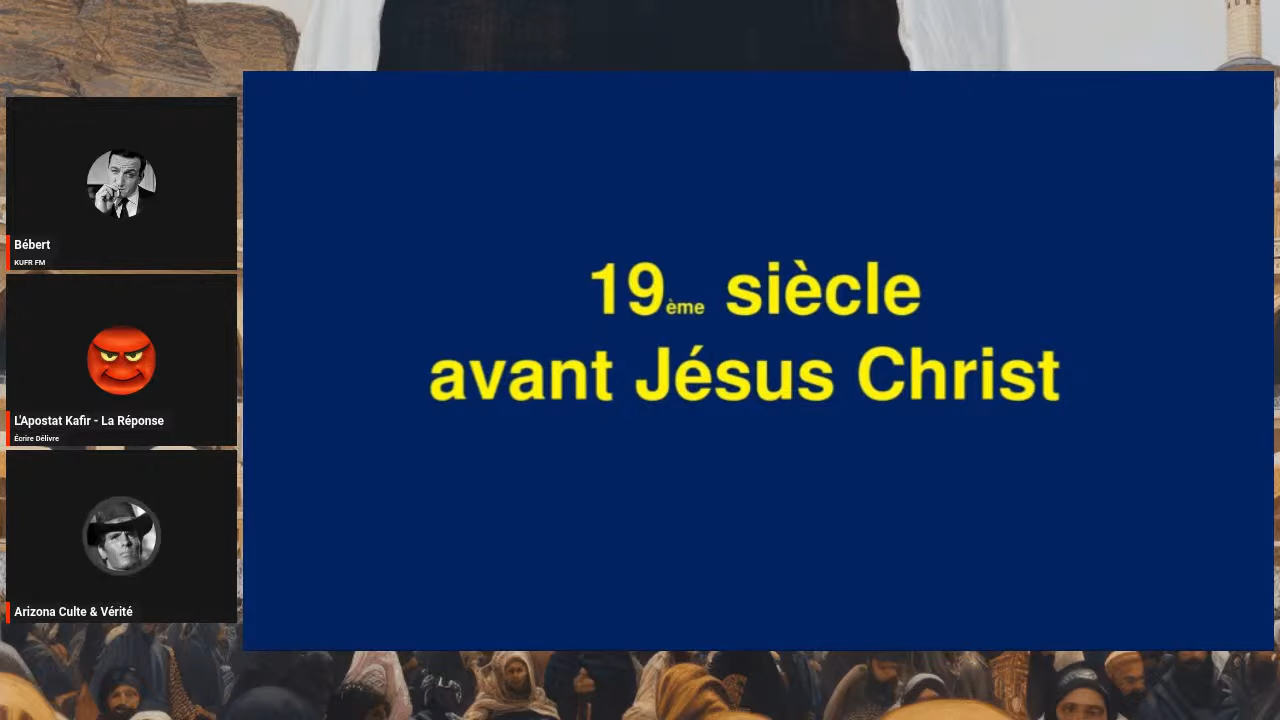 Bébert
KUFR FM
L'Apostat Kafir - La Réponse
Écrire Délivre
Arizona Culte & Vérité
19ème siècle
avant Jésus Christ